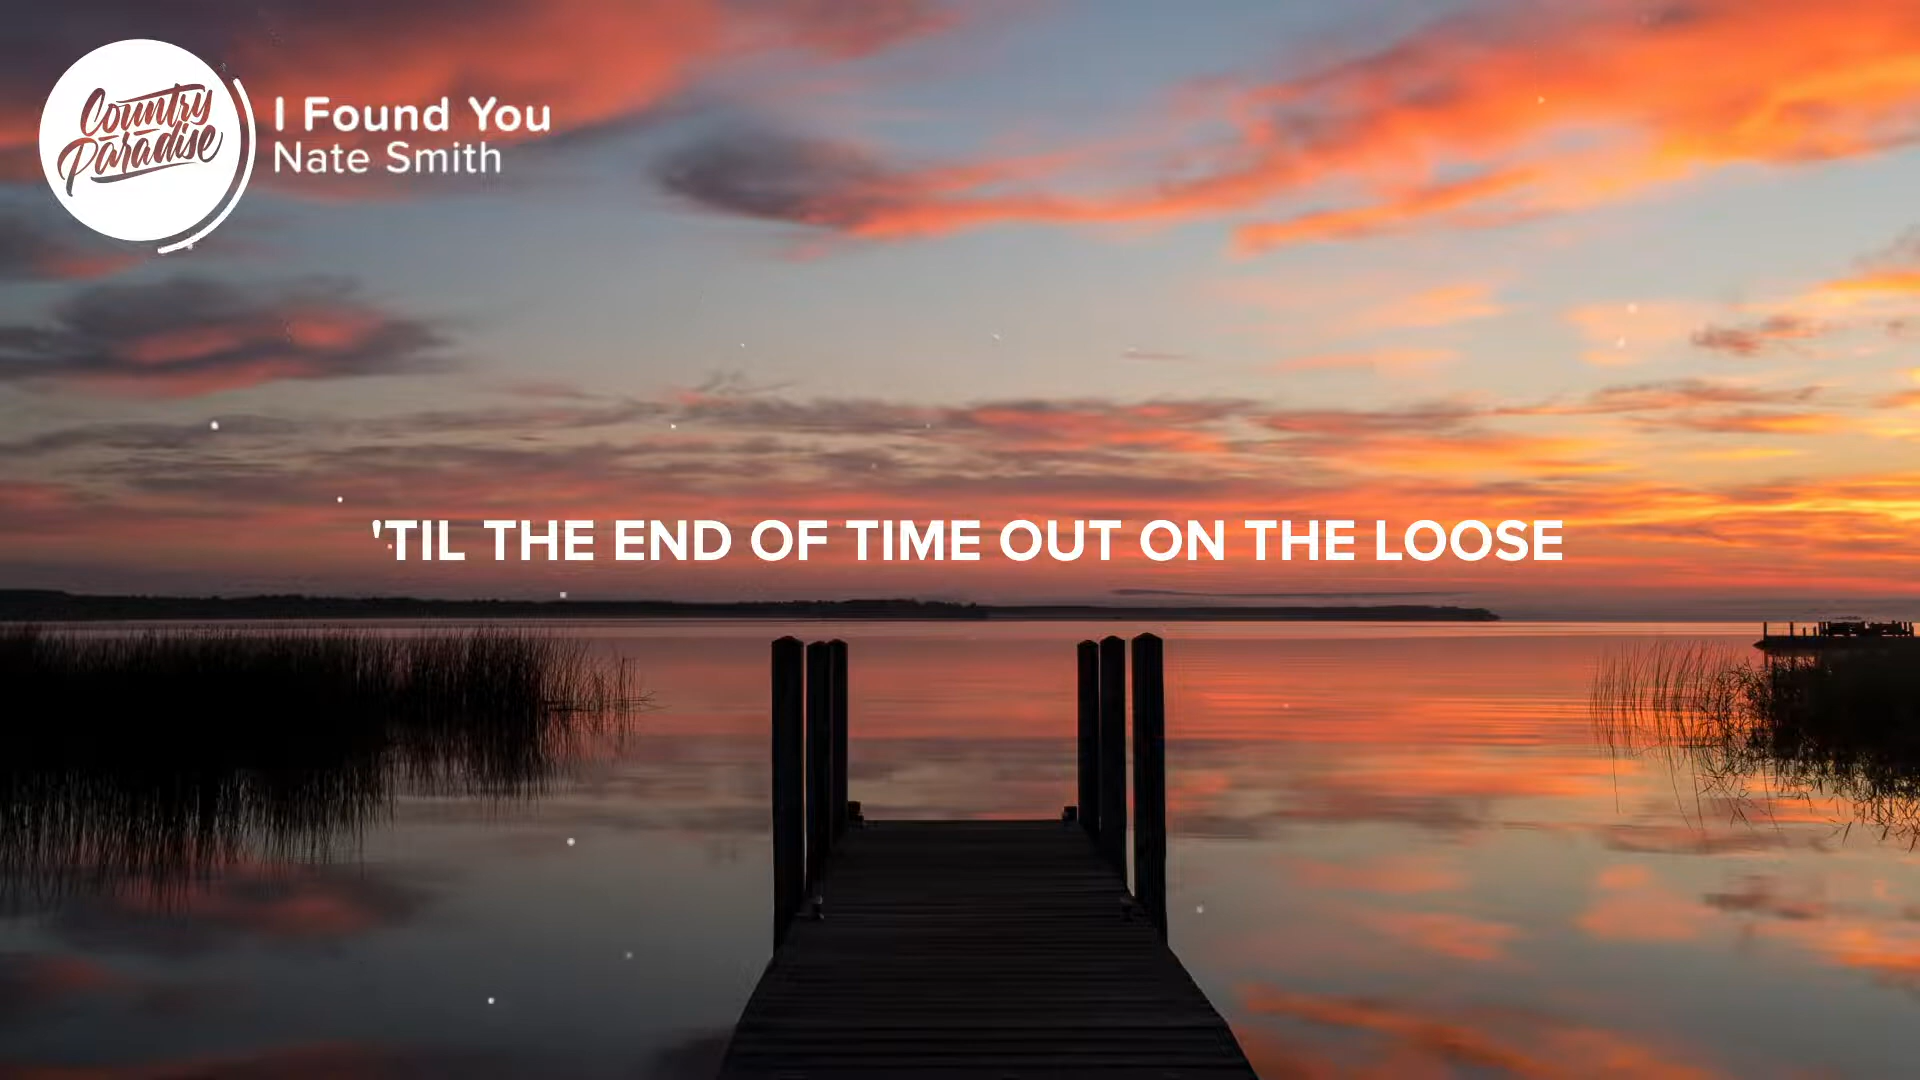 Country
Paradise
I Found You
Nate Smith
'TIL THE END OF TIME OUT ON THE LOOSE